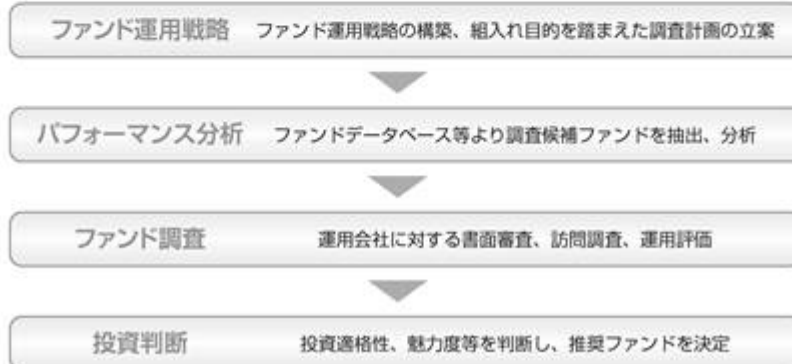 ファンド運用戦略 ファンド運用戦略の構築、組入れ目的を踏まえた調査計画の立案
パフォーマンス分析 ファンドデータベース等より調査候補ファンドを抽出、分析
ファンド調査 運用会社に対する書面審査、訪問調査、運用評価
投資判断 投資適格性、魅力度等を判断し、推奨ファンドを決定